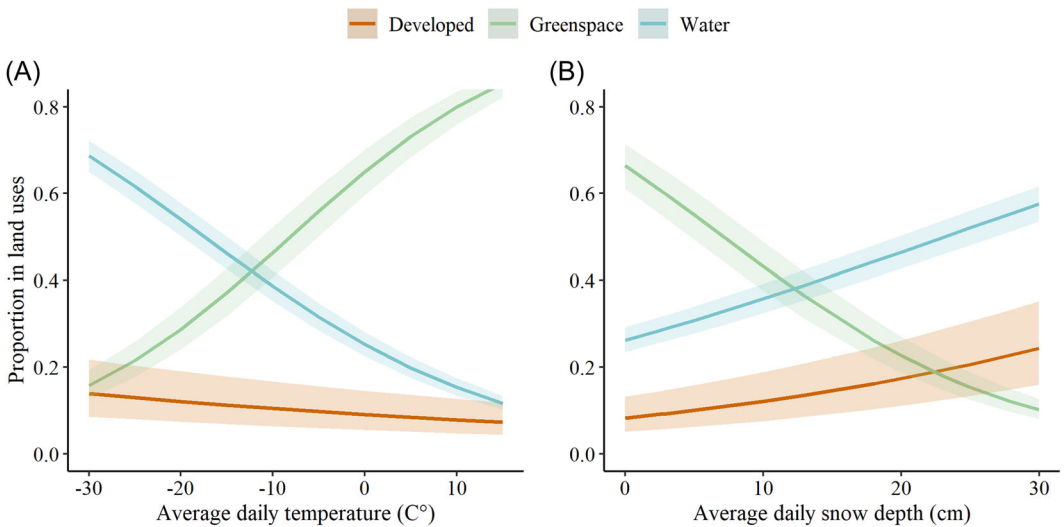 Developed Greenspace Water
(A) (B)
Proportion in land uses
0.8
0.6
0.4
0.2
0.0
-30 -20 -10 0 10
Average daily temperature (C°)
0.8
0.6
0.4
0.2
0.0
0 10 20 30
Average daily snow depth (cm)